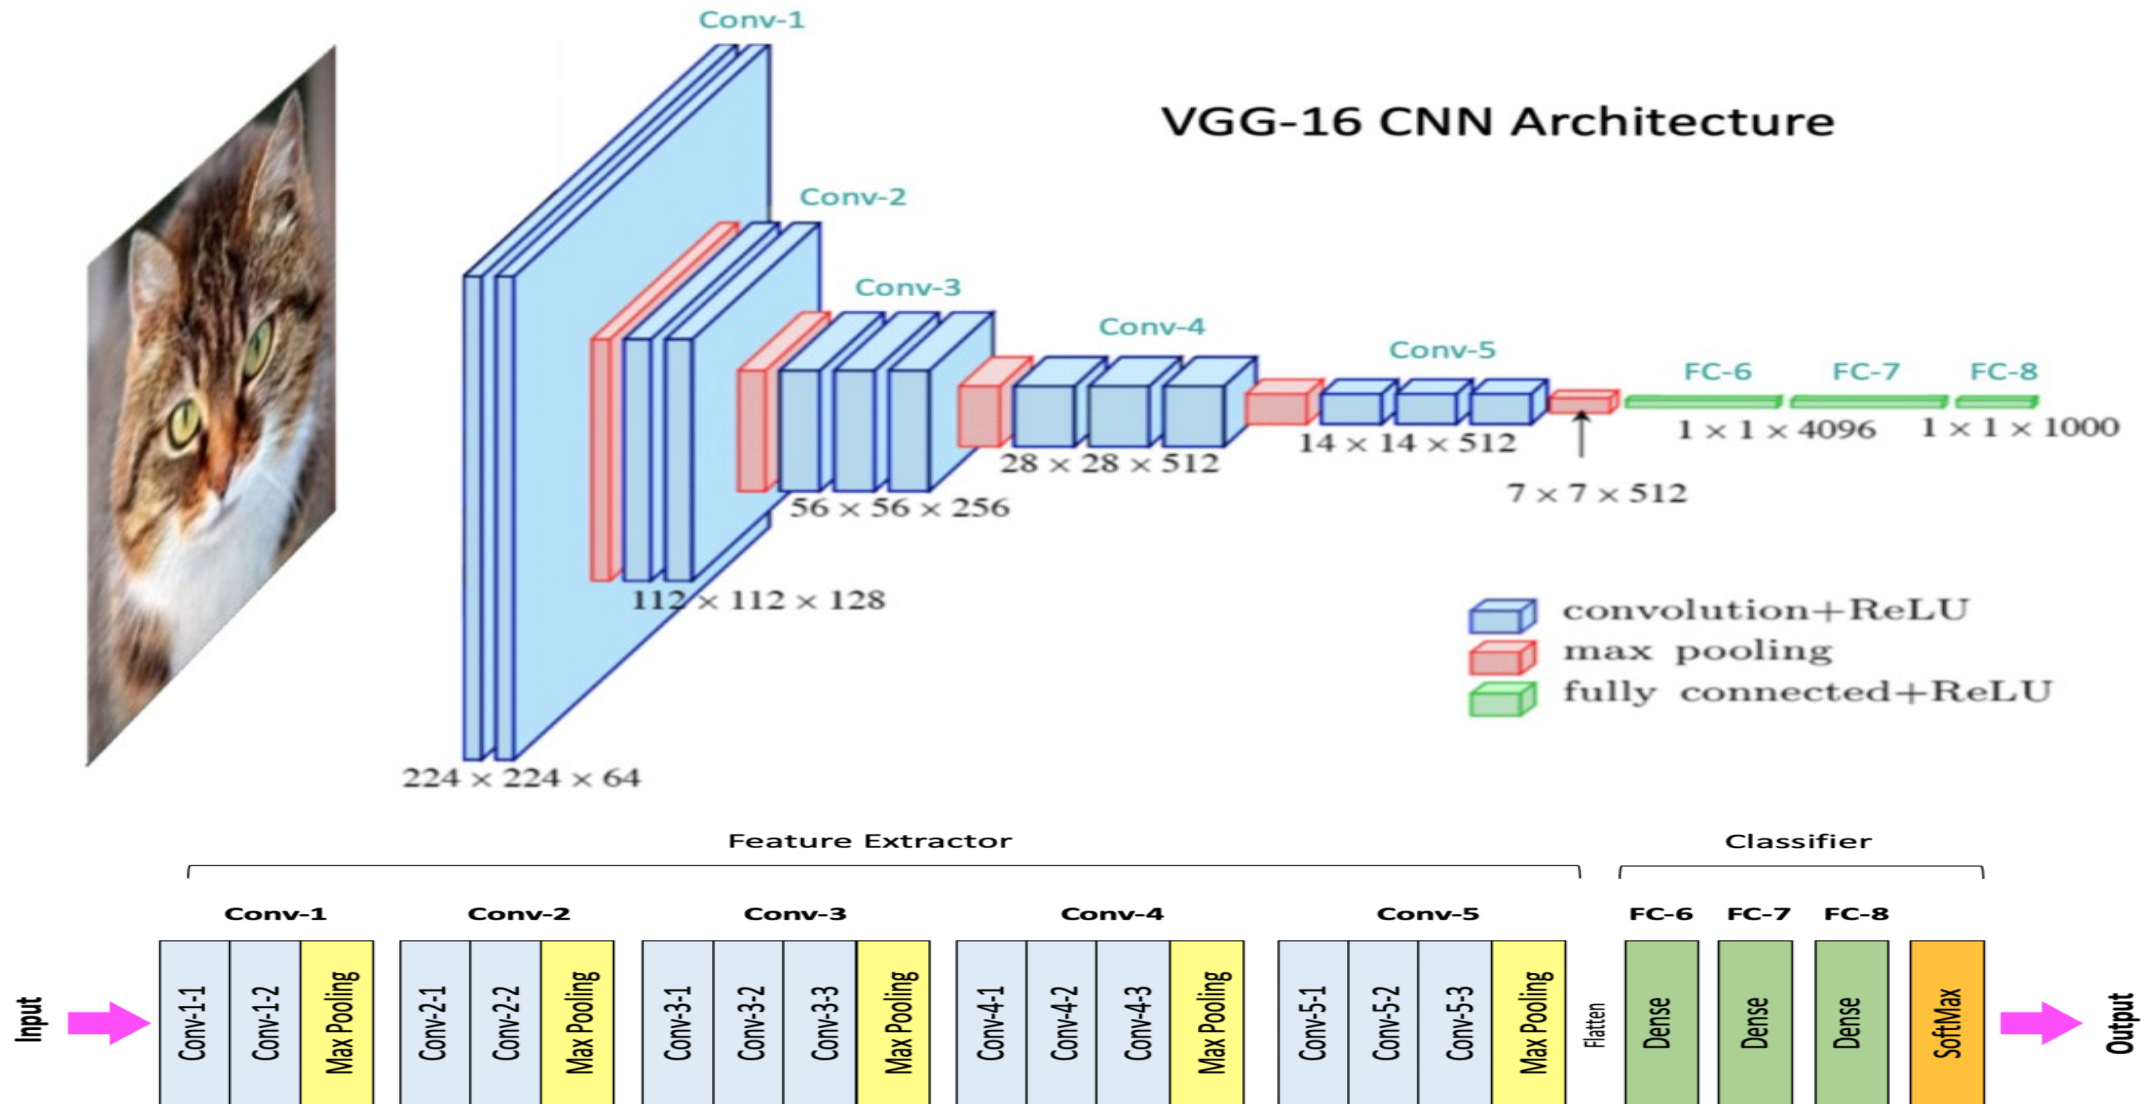 Conv-1
VGG-16 CNN Architecture
Conv-2
Conv-3
Conv-4
Conv-5
FC-6 FC-7 FC-8
1 × 1 × 4096 1 × 1 × 1000
14 × 14 × 512
28 × 28 × 512
7 × 7 × 512
56 × 56 × 256
112 × 112 × 128
224 × 224 × 64
convolution+ReLU
max pooling
fully connected+ReLU
Feature Extractor Classifier
Conv-1 Conv-2 Conv-3 Conv-4 Conv-5 FC-6 FC-7 FC-8
Input
Conv-1-1
Conv-1-2
Max Pooling
Conv-2-1
Conv-2-2
Max Pooling
Conv-3-1
Conv-3-2
Conv-3-3
Max Pooling
Conv-4-1
Conv-4-2
Conv-4-3
Max Pooling
Conv-5-1
Conv-5-2
Conv-5-3
Max Pooling
Flatten
Dense
Dense
Dense
SoftMax
Output